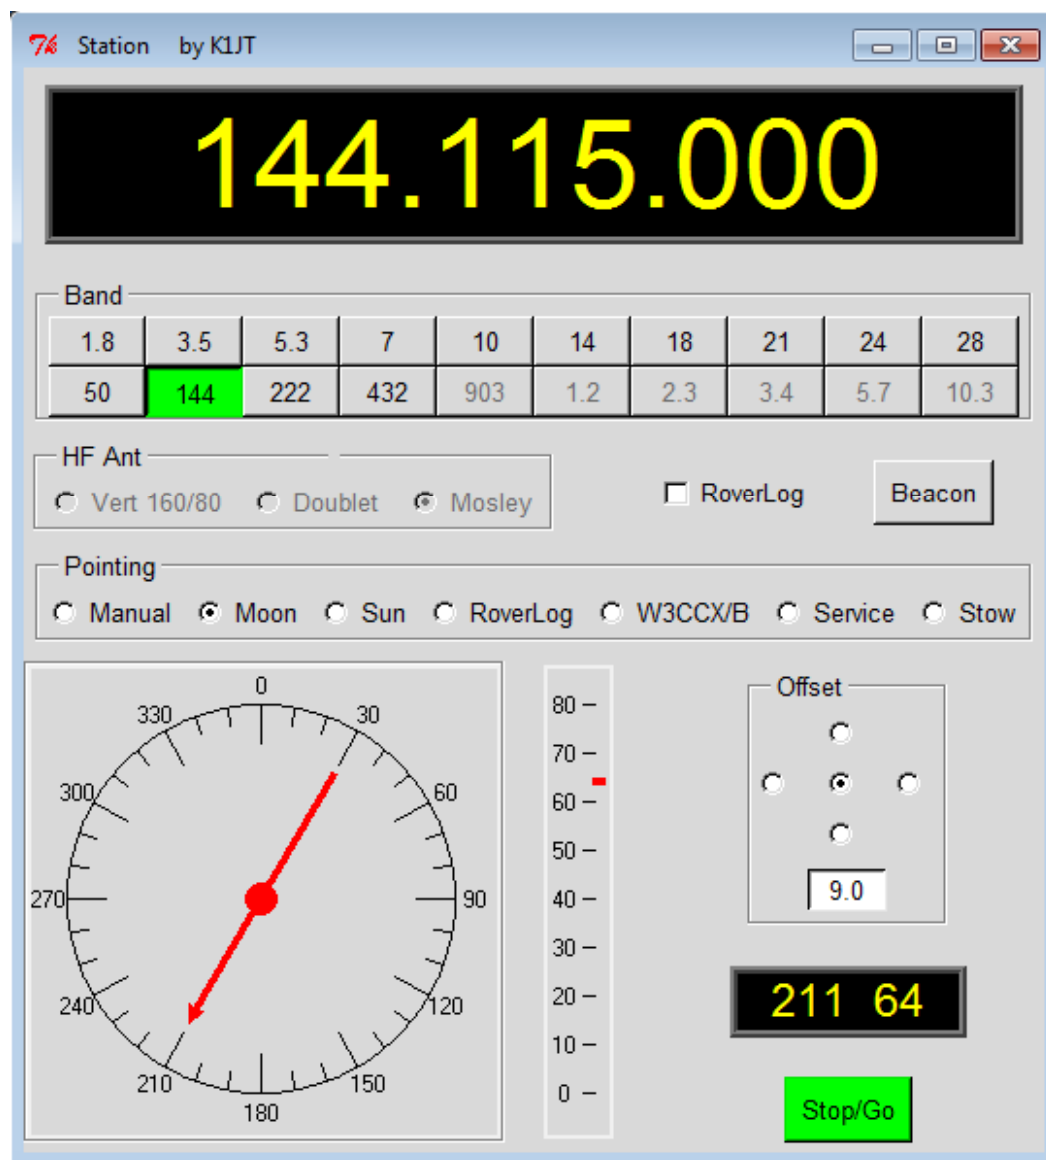 Station by K1JT
144.115.000
Band
1.8 3.5 5.3 7 10 14 18 21 24 28
50 144 222 432 903 1.2 2.3 3.4 5.7 10.3
HF Ant
Vert 160/80 Doublet Mosley
RoverLog
Beacon
Pointing
Manual Moon Sun RoverLog W3CCX/B Service Stow
0
330 30
300 60
270 90
240 120
210 150
180
80
70
60
50
40
30
20
10
0
Offset
9.0
211 64
Stop/Go